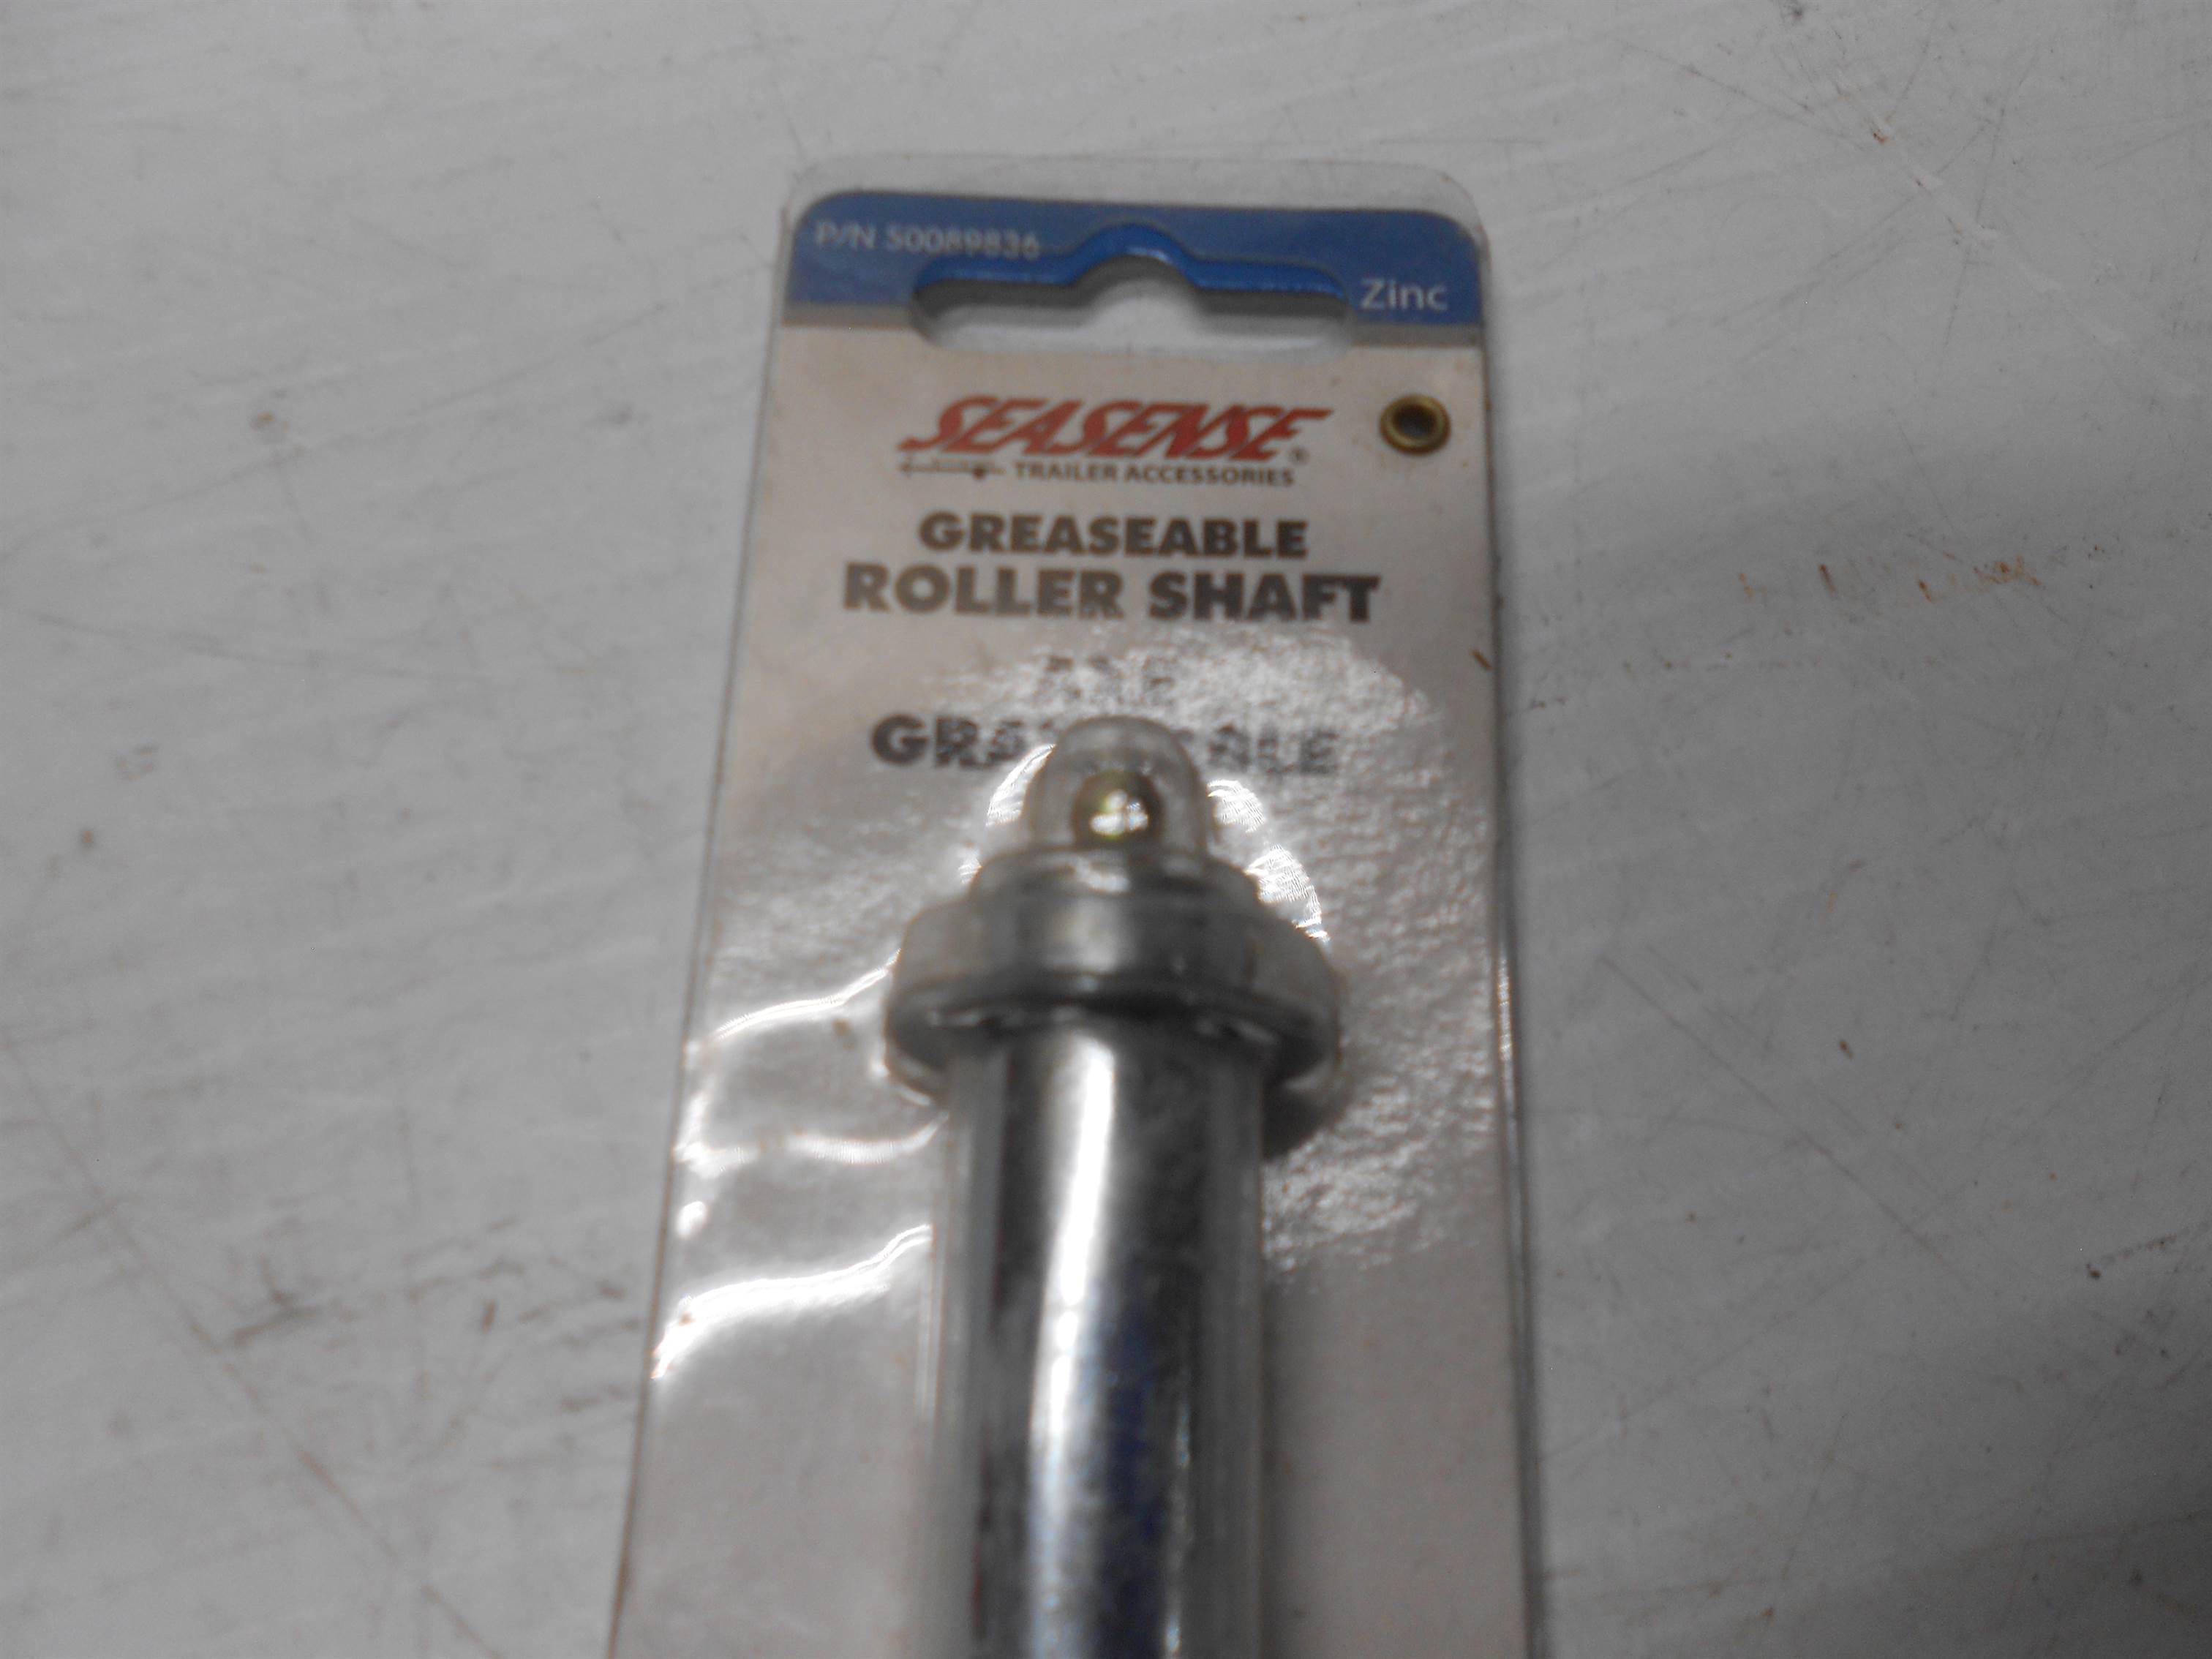 P/N 50089836
Zinc
SEASENSE®
TRAILER ACCESSORIES
GREASEABLE
ROLLER SHAFT